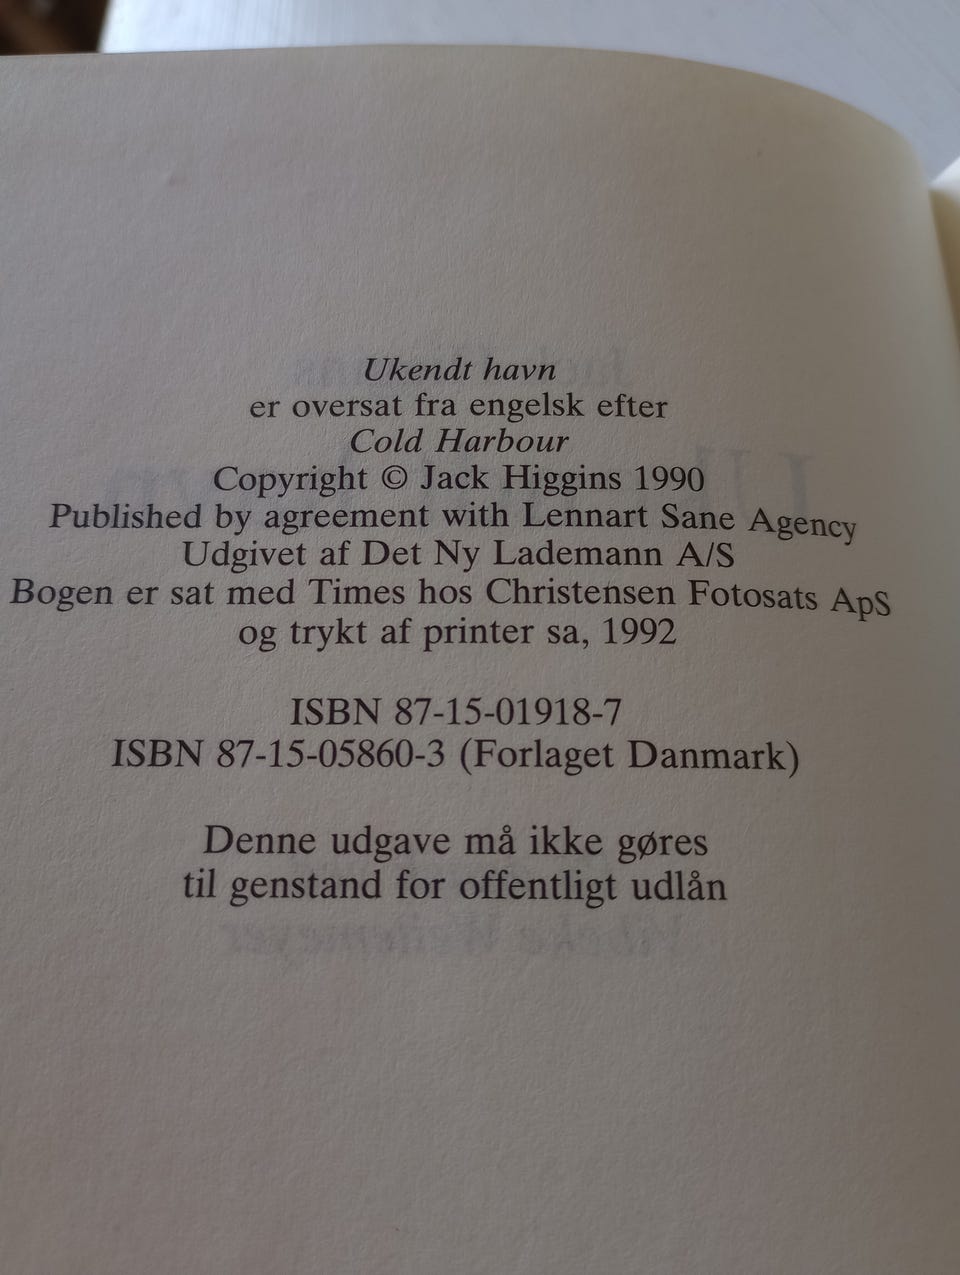 Ukendt havn
er oversat fra engelsk efter
Cold Harbour
Copyright © Jack Higgins 1990
Published by agreement with Lennart Sane Agency
Udgivet af Det Ny Lademann A/S
Bogen er sat med Times hos Christensen Fotosats ApS
og trykt af printer sa, 1992
ISBN 87-15-01918-7
ISBN 87-15-05860-3 (Forlaget Danmark)
Denne udgave må ikke gøres
til genstand for offentligt udlån